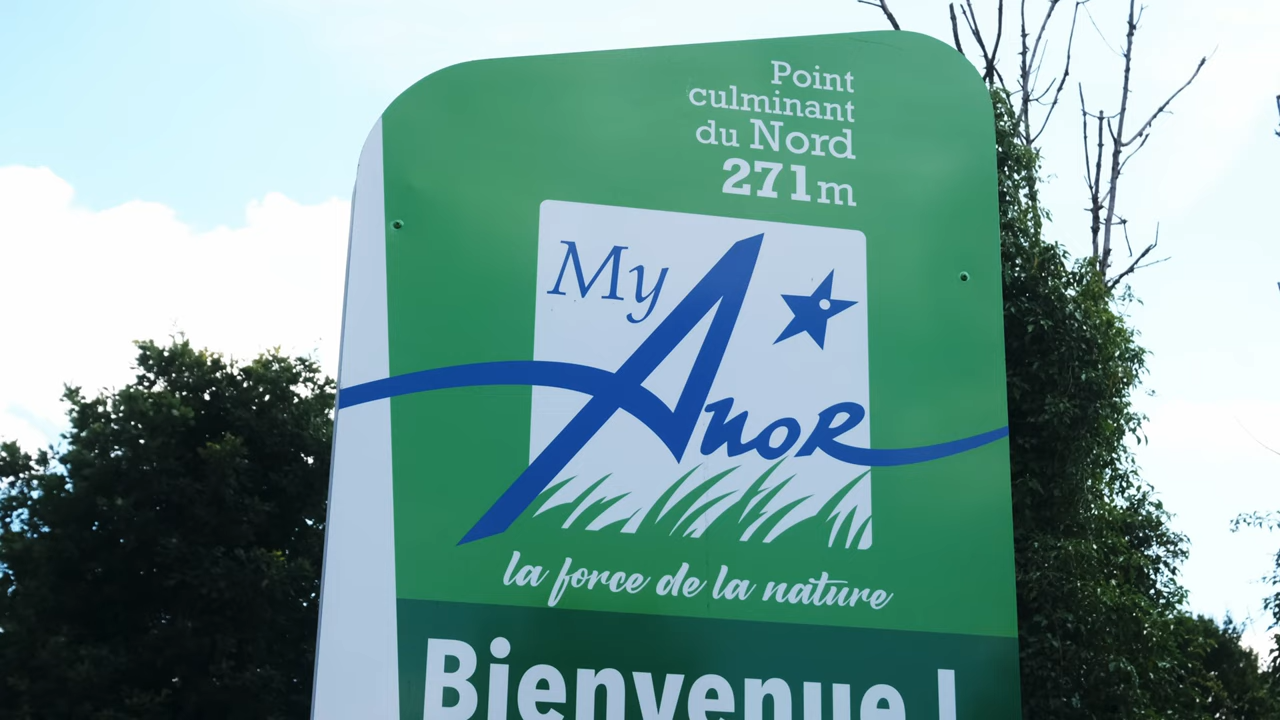 Point
culminant
du Nord
271m
My
AnoR
la force de la nature
Bienvenue !